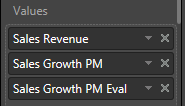 Values
Sales Revenue
Sales Growth PM
Sales Growth PM Eval